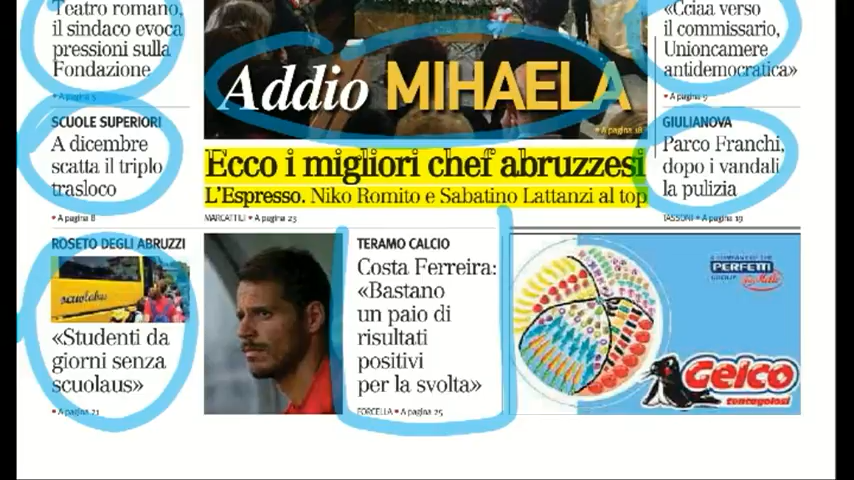 Teatro romano,
il sindaco evoca
pressioni sulla
Fondazione
A pagina 5
SCUOLE SUPERIORI
A dicembre
scatta il triplo
trasloco
A pagina 8
ROSETO DEGLI ABRUZZI
scuolabus
«Studenti da
giorni senza
scuolaus»
A pagina 21
Addio MIHAELA
A pagina 18
Ecco i migliori chef abruzzesi
L'Espresso. Niko Romito e Sabatino Lattanzi al top
MARCATTILI • A pagina 23
TERAMO CALCIO
Costa Ferreira:
«Bastano
un paio di
risultati
positivi
per la svolta»
FORCELLA • A pagina 25
«Cciaa verso
il commissario,
Unioncamere
antidemocratica»
A pagina 9
GIULIANOVA
Parco Franchi,
dopo i vandali
la pulizia
IASSONI • A pagina 19
PERFETTI
GROUP
Gelco